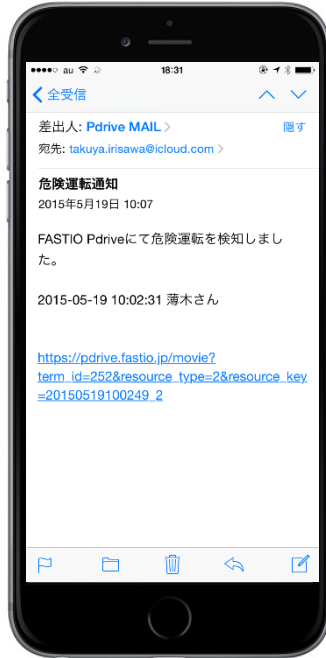 au 18:31
全受信
差出人: Pdrive MAIL 隠す
宛先: takuya.irisawa@icloud.com
危険運転通知
2015年5月19日 10:07
FASTIO Pdriveにて危険運転を検知しまし
た。
2015-05-19 10:02:31 薄木さん
https://pdrive.fastio.jp/movie?
term_id=252&resource_type=2&resource_key
=20150519100249_2